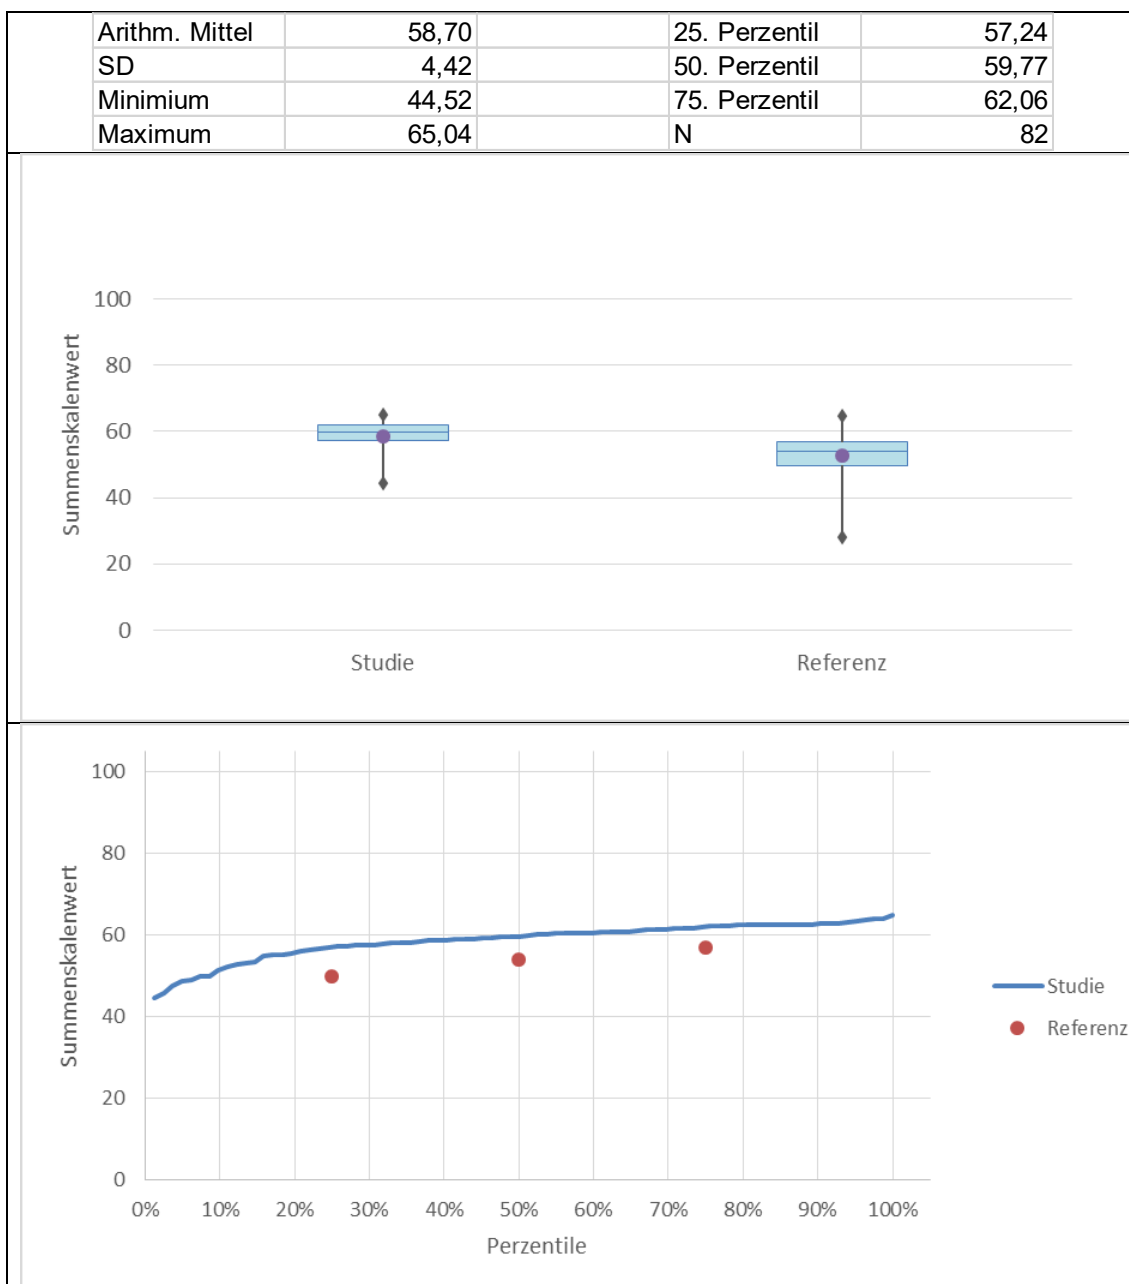 Arithm. Mittel 58,70 25. Perzentil 57,24
SD 4,42 50. Perzentil 59,77
Minimium 44,52 75. Perzentil 62,06
Maximum 65,04 N 82
Summenskalenwert
100
80
60
40
20
0
Studie Referenz
Summenskalenwert
100
80
60
40
20
0
0% 10% 20% 30% 40% 50% 60% 70% 80% 90% 100%
Perzentile
Studie
Referenz